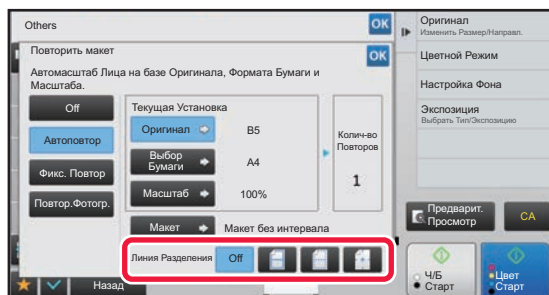 Others
OK
Повторить макет
OK
Автомасштаб Лица на базе Оригинала, Формата Бумаги и
Масштаба.
Off
Автоповтор
Фикс. Повтор
Повтор.Фотогр.
Текущая Установка
Оригинал
B5
Выбор
Бумаги
A4
Масштаб
100%
Колич-во
Повторов
1
Макет
Макет без интервала
Линия Разделения
Off
Назад
Оригинал
Изменить Размер/Направл.
Цветной Режим
Настройка Фона
Экспозиция
Выбрать Тип/Экспозицию
Предварит.
Просмотр
CA
Ч/Б
Старт
Цвет
Старт